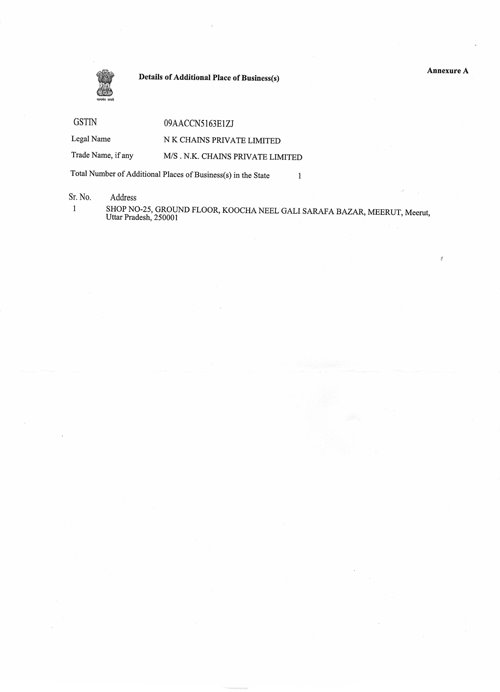 Annexure A
Details of Additional Place of Business(s)
सत्यमेव जयते
GSTIN 09AACCN5163E1ZJ
Legal Name N K CHAINS PRIVATE LIMITED
Trade Name, if any M/S . N.K. CHAINS PRIVATE LIMITED
Total Number of Additional Places of Business(s) in the State 1
Sr. No. Address
1 SHOP NO-25, GROUND FLOOR, KOOCHA NEEL GALI SARAFA BAZAR, MEERUT, Meerut,
Uttar Pradesh, 250001